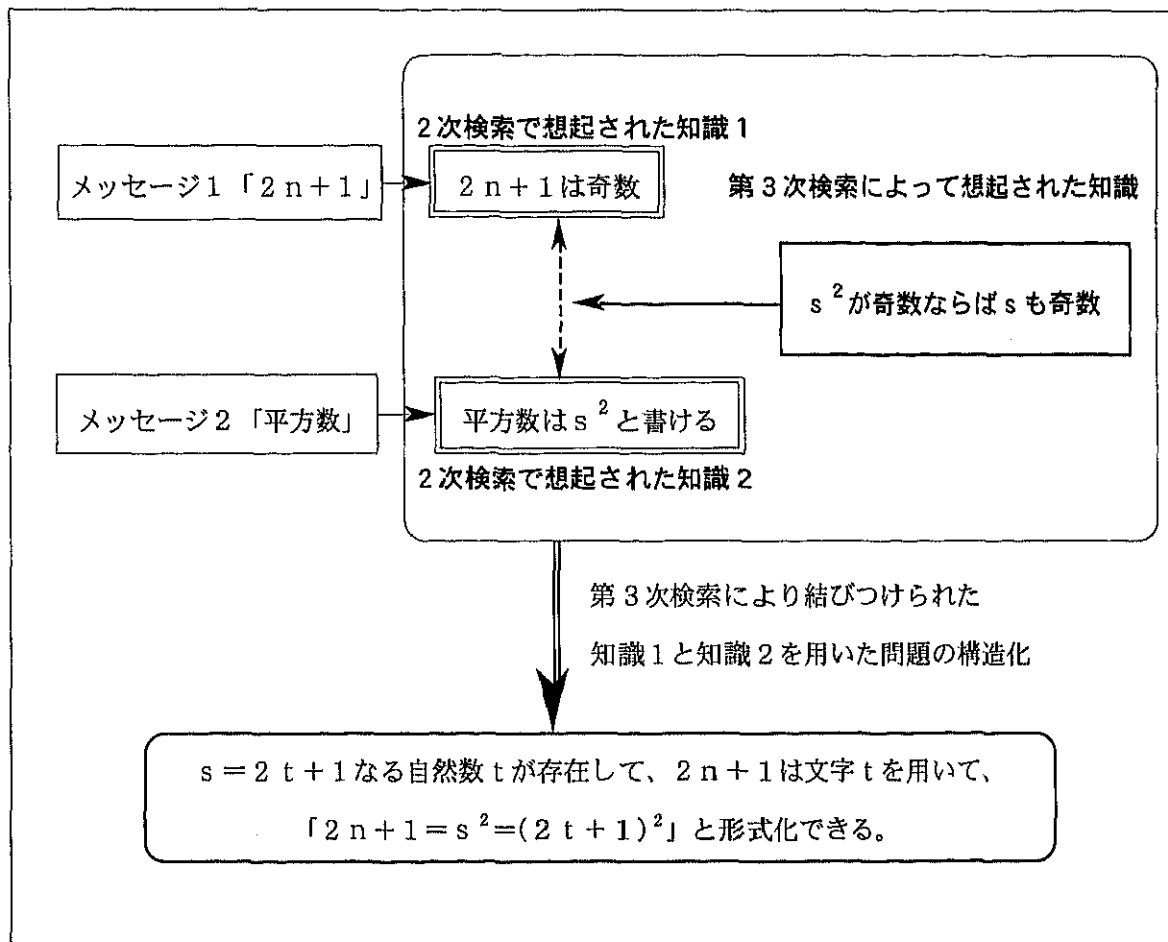 2次検索で想起された知識1
メッセージ1「2n+1」
2n+1は奇数
第3次検索によって想起された知識
s²が奇数ならばsも奇数
メッセージ2「平方数」
平方数はs²と書ける
2次検索で想起された知識2
第3次検索により結びつけられた
知識1と知識2を用いた問題の構造化
s=2t+1なる自然数tが存在して、2n+1は文字tを用いて、
「2n+1=s²=(2t+1)²」と形式化できる。